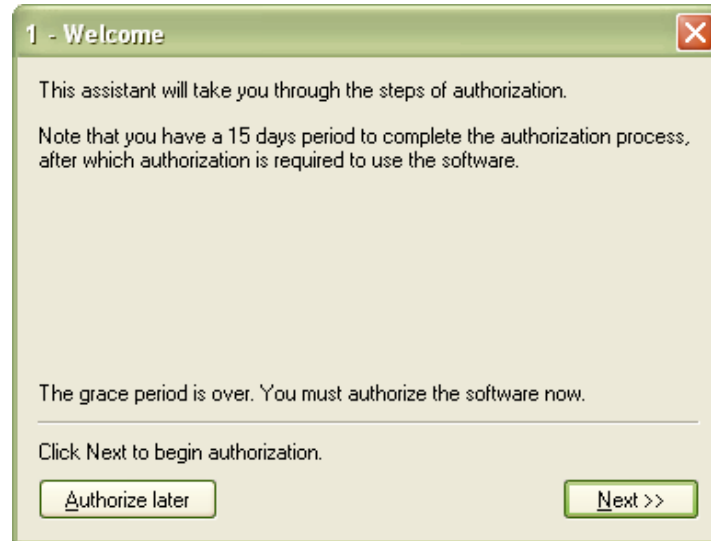 1 - Welcome
This assistant will take you through the steps of authorization.
Note that you have a 15 days period to complete the authorization process,
after which authorization is required to use the software.
The grace period is over. You must authorize the software now.
Click Next to begin authorization.
Authorize later
Next >>